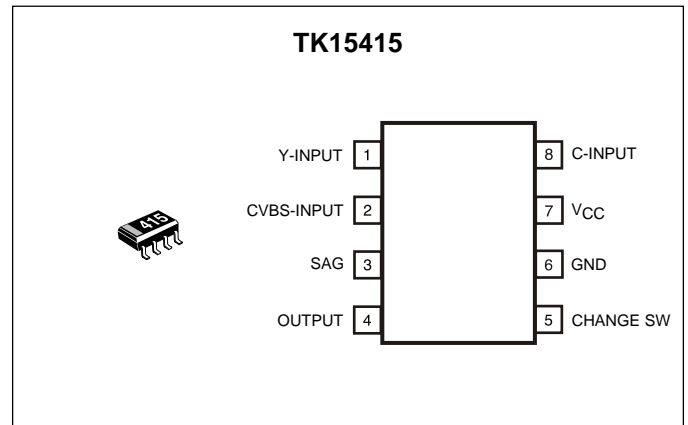 TK15415
Y-INPUT 1
8 C-INPUT
CVBS-INPUT 2
7 VCC
SAG 3
6 GND
OUTPUT 4
5 CHANGE SW
415